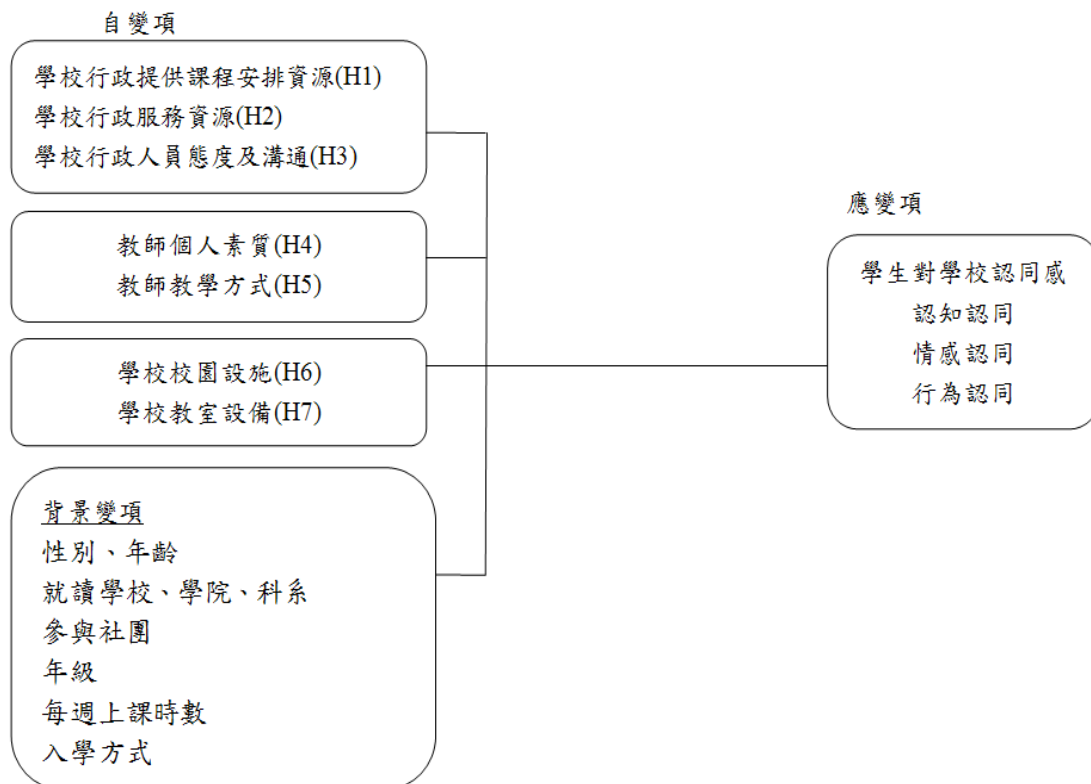 自變項
學校行政提供課程安排資源(H1)
學校行政服務資源(H2)
學校行政人員態度及溝通(H3)
教師個人素質(H4)
教師教學方式(H5)
學校校園設施(H6)
學校教室設備(H7)
背景變項
性別、年齡
就讀學校、學院、科系
參與社團
年級
每週上課時數
入學方式
應變項
學生對學校認同感
認知認同
情感認同
行為認同